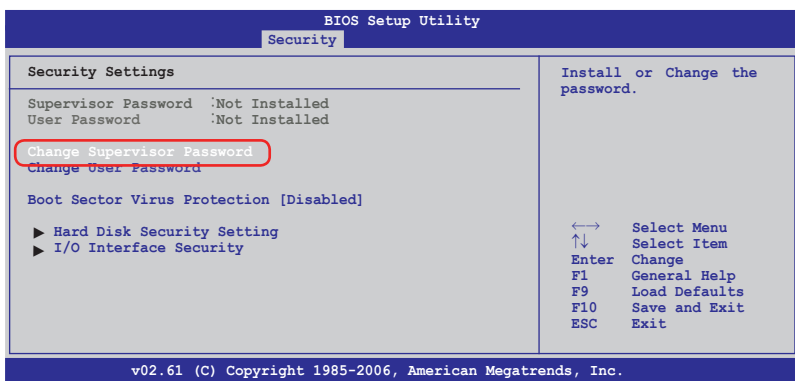 BIOS Setup Utility
Security
Security Settings
Supervisor Password :Not Installed
User Password :Not Installed
Change Supervisor Password
Change User Password
Boot Sector Virus Protection [Disabled]
▶ Hard Disk Security Setting
▶ I/O Interface Security
Install or Change the
password.
←→ Select Menu
↑↓ Select Item
Enter Change
F1 General Help
F9 Load Defaults
F10 Save and Exit
ESC Exit
v02.61 (C) Copyright 1985-2006, American Megatrends, Inc.